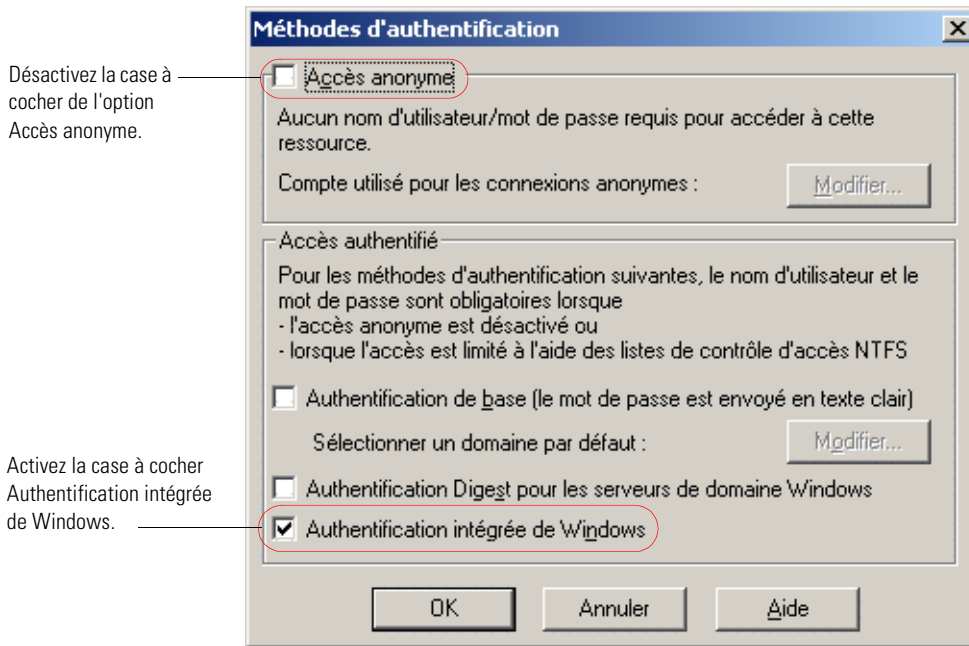 Méthodes d'authentification
Désactivez la case à
cocher de l'option
Accès anonyme.
Accès anonyme
Aucun nom d'utilisateur/mot de passe requis pour accéder à cette
ressource.
Compte utilisé pour les connexions anonymes :
Modifier...
Accès authentifié
Pour les méthodes d'authentification suivantes, le nom d'utilisateur et le
mot de passe sont obligatoires lorsque
- l'accès anonyme est désactivé ou
- lorsque l'accès est limité à l'aide des listes de contrôle d'accès NTFS
Authentification de base (le mot de passe est envoyé en texte clair)
Sélectionner un domaine par défaut :
Modifier...
Authentification Digest pour les serveurs de domaine Windows
Activez la case à cocher
Authentification intégrée
de Windows.
Authentification intégrée de Windows
OK
Annuler
Aide